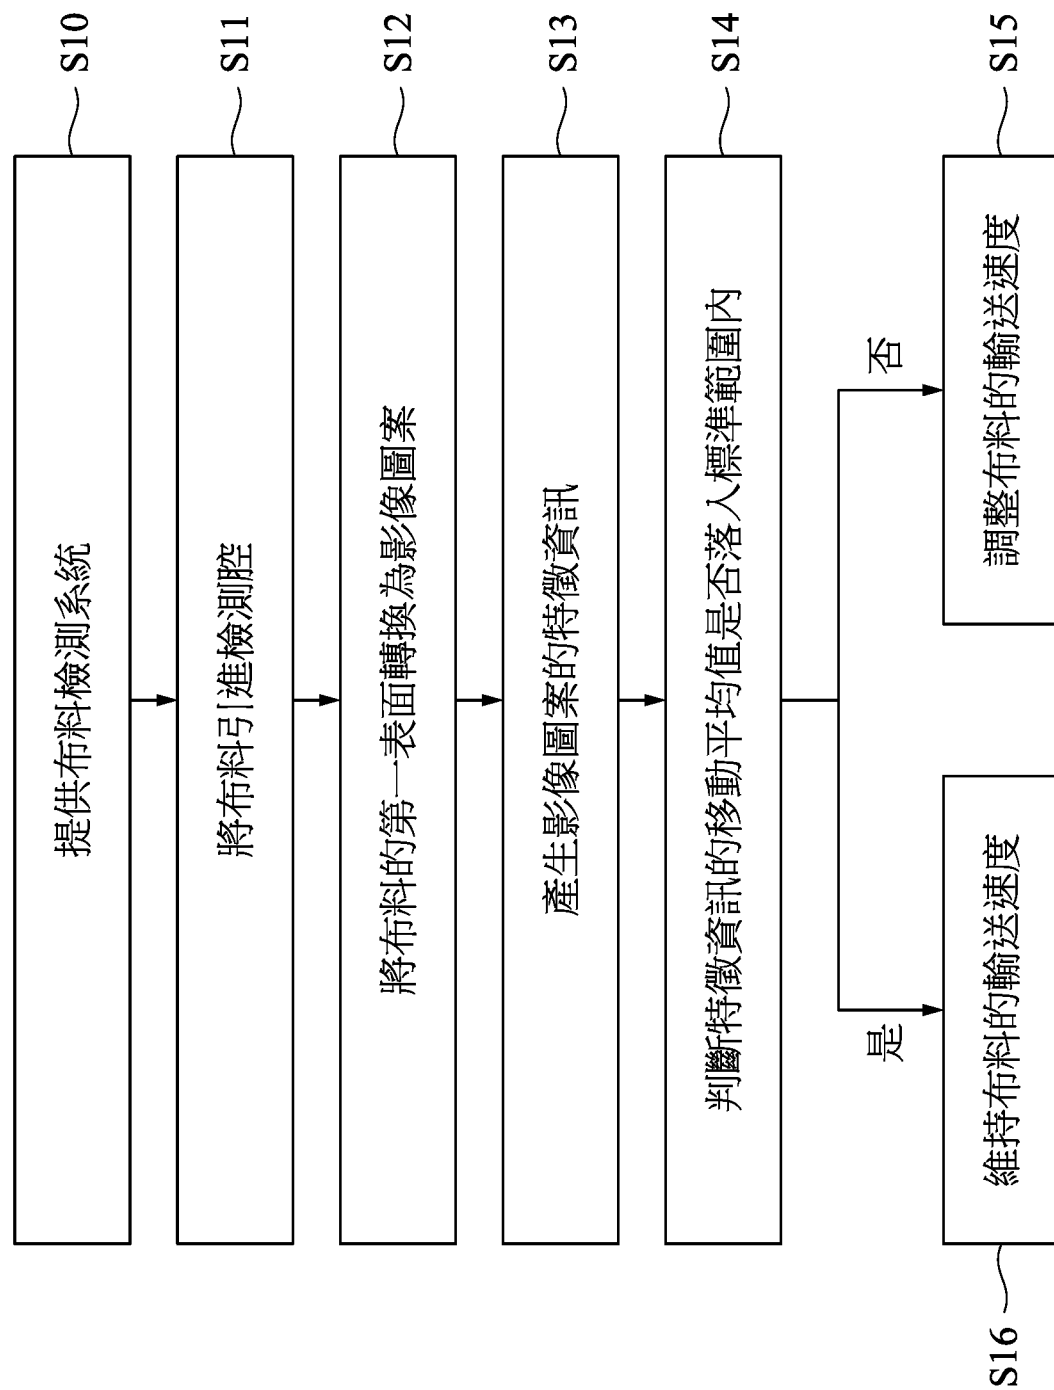 提供布料檢測系統
S10
將布料引進檢測腔
S11
將布料的第一表面轉換為影像圖案
S12
產生影像圖案的特徵資訊
S13
判斷特徵資訊的移動平均值是否落入標準範圍內
S14
是
否
維持布料的輸送速度
S16
調整布料的輸送速度
S15